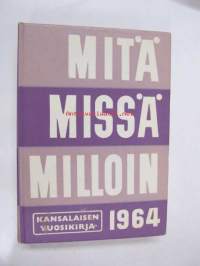 MITÄ
MISSÄ
MILLOIN
KANSALAISEN
VUOSIKIRJA
1964